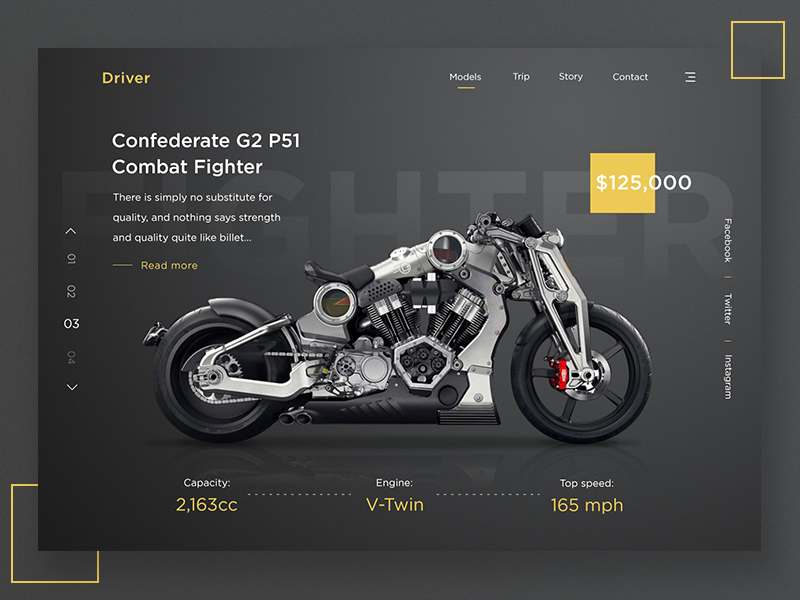 Driver
Models
Trip
Story
Contact
Confederate G2 P51
Combat Fighter
FIGHTER
$125,000
There is simply no substitute for
quality, and nothing says strength
and quality quite like billet...
Read more
01
02
03
04
Facebook
Twitter
Instagram
Capacity:
2,163cc
Engine:
V-Twin
Top speed:
165 mph